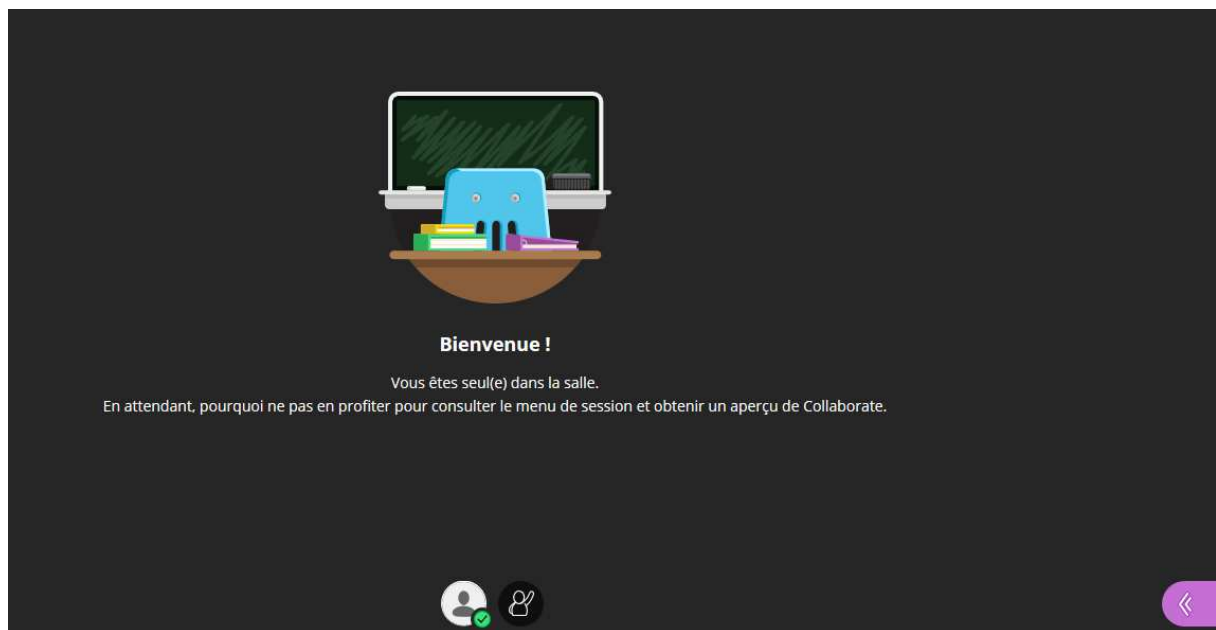 Bienvenue !
Vous êtes seul(e) dans la salle.
En attendant, pourquoi ne pas en profiter pour consulter le menu de session et obtenir un aperçu de Collaborate.